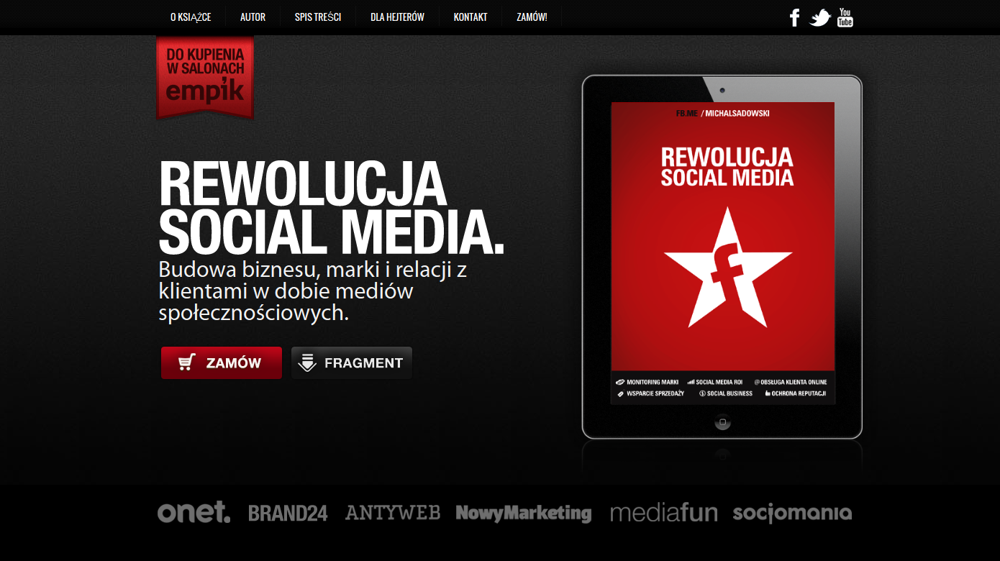 O KSIĄŻCE
AUTOR
SPIS TREŚCI
DLA HEJTERÓW
KONTAKT
ZAMÓW!
f
You
Tube
DO KUPIENIA
W SALONACH
empik
REWOLUCJA
SOCIAL MEDIA.
Budowa biznesu, marki i relacji z
klientami w dobie mediów
społecznościowych.
ZAMÓW
FRAGMENT
FB.ME / MICHALSADOWSKI
REWOLUCJA
SOCIAL MEDIA
f
MONITORING MARKI
SOCIAL MEDIA ROI
@ OBSŁUGA KLIENTA ONLINE
WSPARCIE SPRZEDAŻY
SOCIAL BUSINESS
OCHRONA REPUTACJI
onet.
BRAND24
ANTYWEB
NowyMarketing
mediafun
socjomania